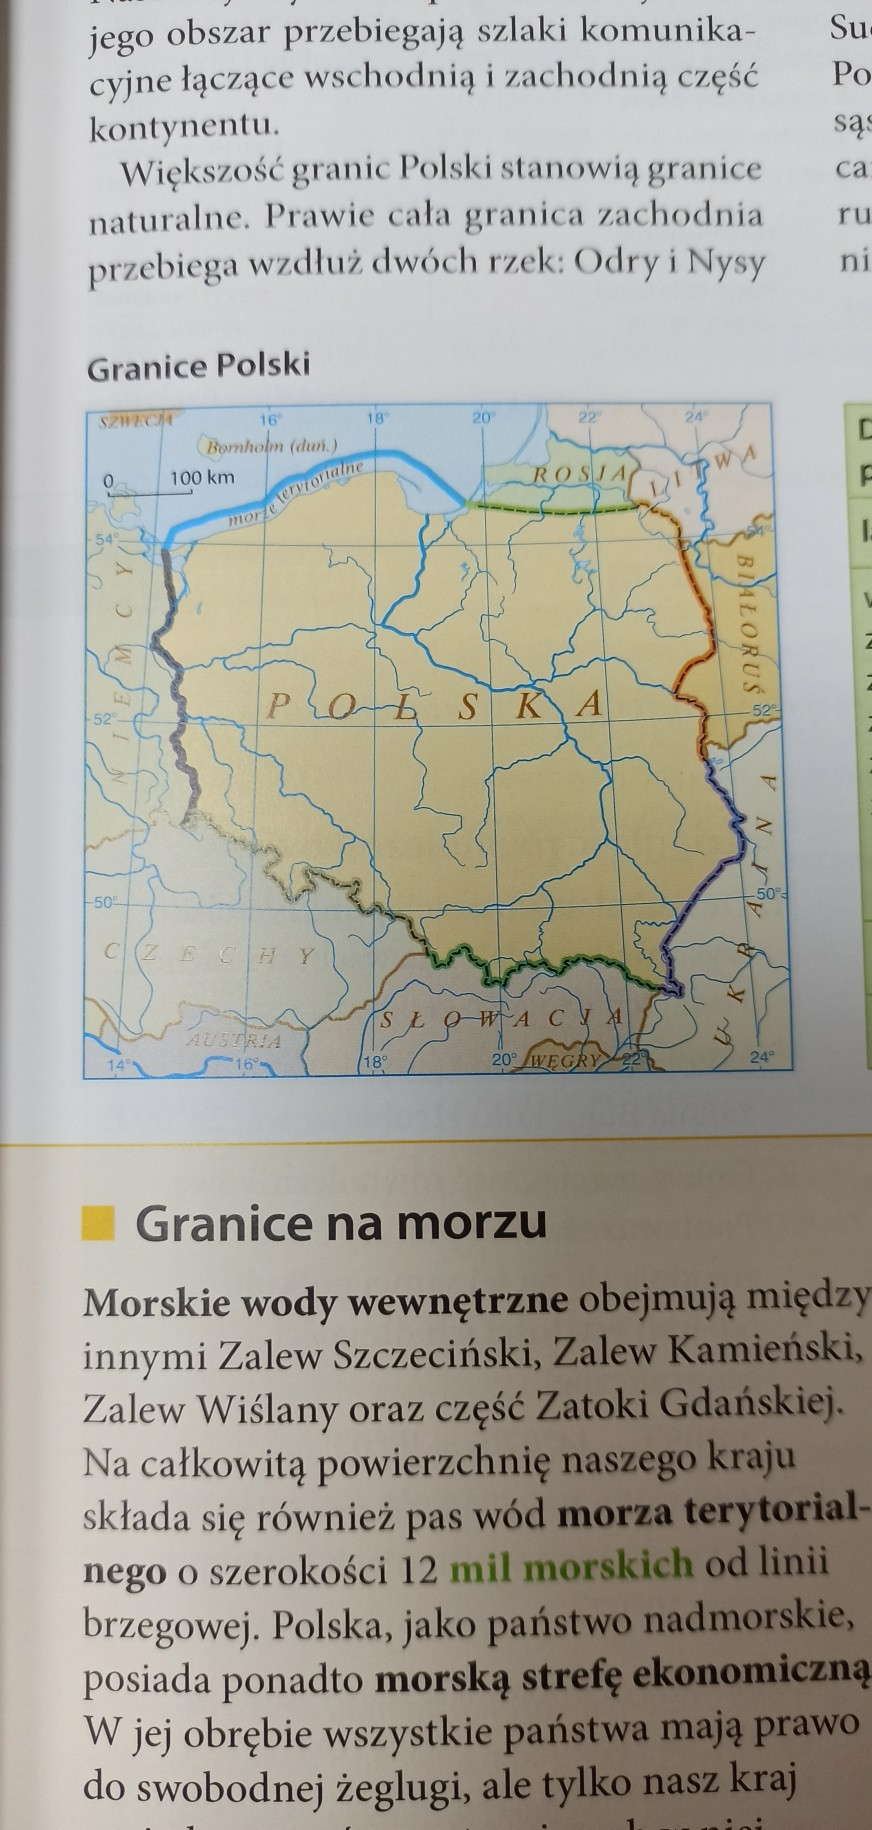 jego obszar przebiegają szlaki komunika-
cyjne łączące wschodnią i zachodnią część
kontynentu.
Większość granic Polski stanowią granice
naturalne. Prawie cała granica zachodnia
przebiega wzdłuż dwóch rzek: Odry i Nysy
Granice Polski
SZWECJA
16° 18° 20° 22° 24°
Bornholm (duń.)
0 100 km
morze terytorialne
ROSJA
LITWA
54° 54°
NIEMCY
BIAŁORUŚ
POLSKA
52° 52°
UKRAINA
50° 50°
CZECHY
SŁOWACJA
AUSTRIA
WĘGRY
14° 16° 18° 20° 22° 24°
Granice na morzu
Morskie wody wewnętrzne obejmują między
innymi Zalew Szczeciński, Zalew Kamieński,
Zalew Wiślany oraz część Zatoki Gdańskiej.
Na całkowitą powierzchnię naszego kraju
składa się również pas wód morza terytorial-
nego o szerokości 12 mil morskich od linii
brzegowej. Polska, jako państwo nadmorskie,
posiada ponadto morską strefę ekonomiczną
W jej obrębie wszystkie państwa mają prawo
do swobodnej żeglugi, ale tylko nasz kraj